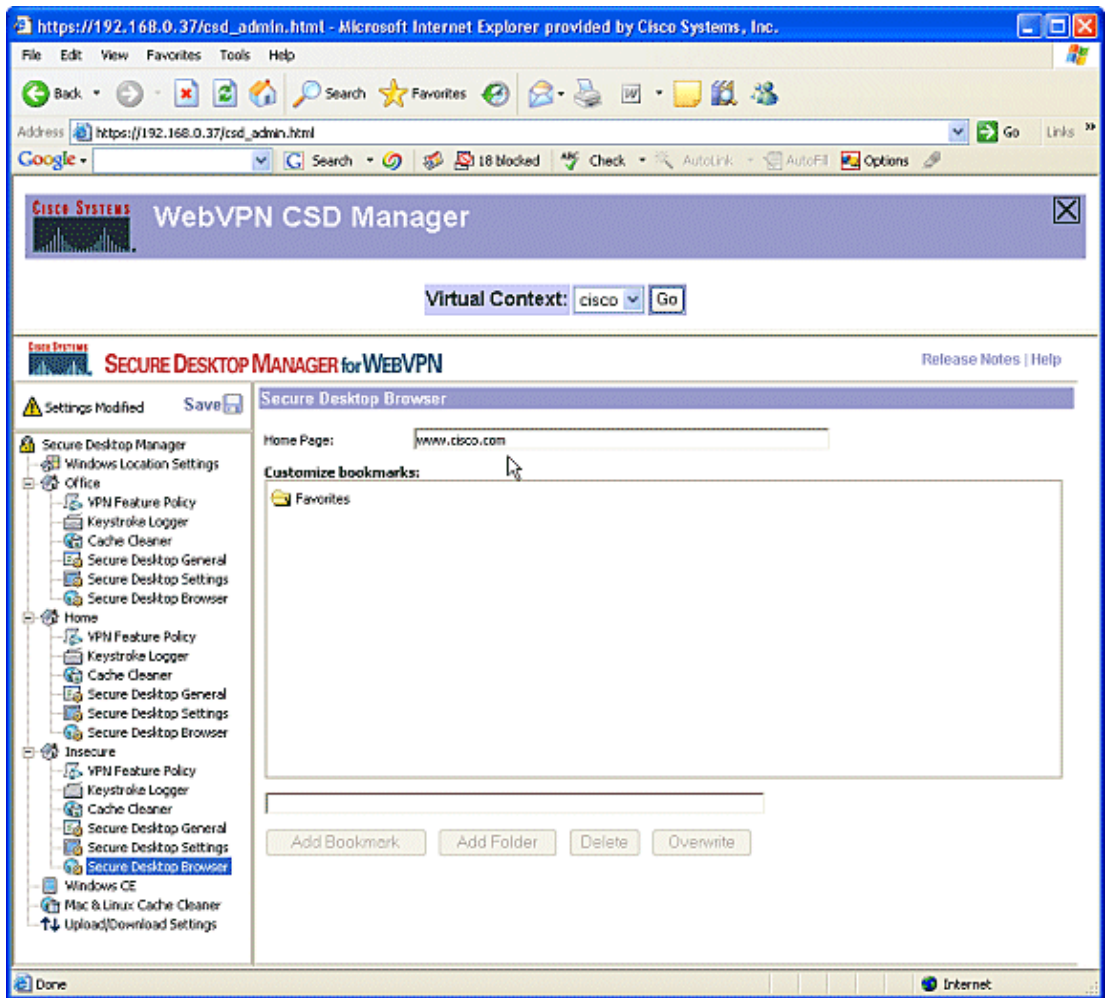 https://192.168.0.37/csd_admin.html - Microsoft Internet Explorer provided by Cisco Systems, Inc.
File Edit View Favorites Tools Help
Back Search Favorites
Address https://192.168.0.37/csd_admin.html Go Links »
Google Search 18 blocked Check AutoLink AutoFill Options
CISCO SYSTEMS WebVPN CSD Manager
Virtual Context: cisco Go
CISCO SYSTEMS SECURE DESKTOP MANAGER for WEBVPN Release Notes | Help
Settings Modified Save
Secure Desktop Browser
Secure Desktop Manager
Windows Location Settings
Office
VPN Feature Policy
Keystroke Logger
Cache Cleaner
Secure Desktop General
Secure Desktop Settings
Secure Desktop Browser
Home
VPN Feature Policy
Keystroke Logger
Cache Cleaner
Secure Desktop General
Secure Desktop Settings
Secure Desktop Browser
Insecure
VPN Feature Policy
Keystroke Logger
Cache Cleaner
Secure Desktop General
Secure Desktop Settings
Secure Desktop Browser
Windows CE
Mac & Linux Cache Cleaner
Upload/Download Settings
Home Page: www.cisco.com
Customize bookmarks:
Favorites
Add Bookmark Add Folder Delete Overwrite
Done Internet